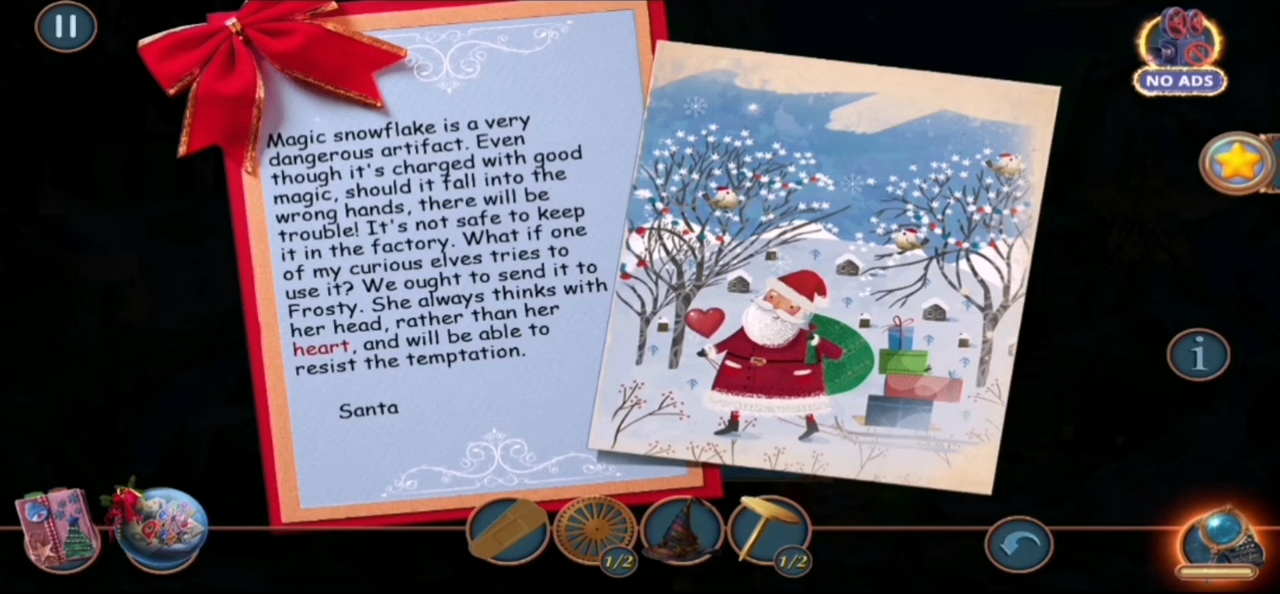 Magic snowflake is a very
dangerous artifact. Even
though it's charged with good
magic, should it fall into the
wrong hands, there will be
trouble! It's not safe to keep
it in the factory. What if one
of my curious elves tries to
use it? We ought to send it to
Frosty. She always thinks with
her head, rather than her
heart, and will be able to
resist the temptation.
Santa
NO ADS
i
1/2
1/2